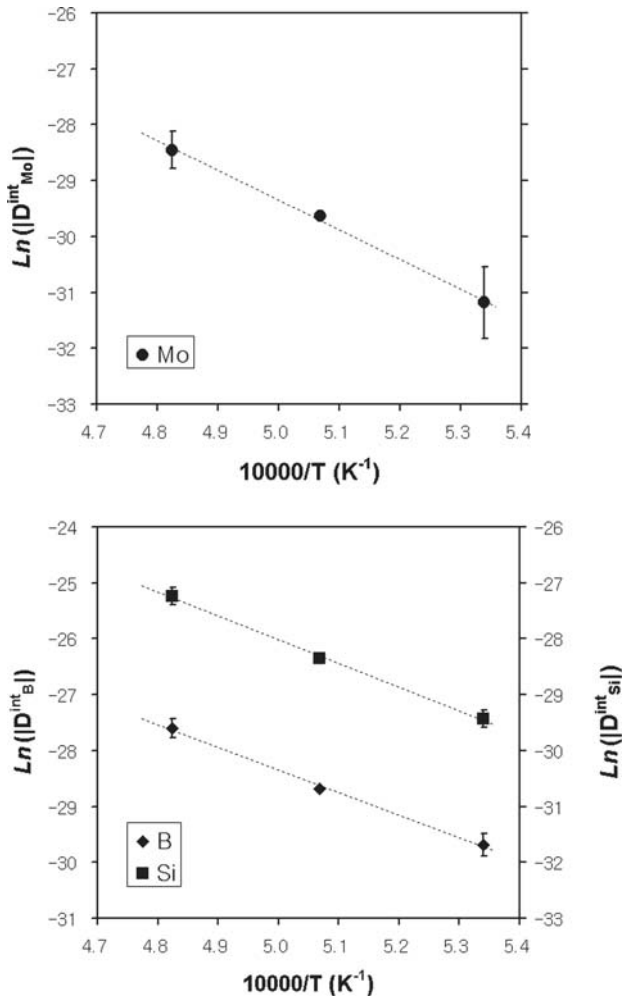 -26
-27
-28
-29
-30
-31
-32
-33
Ln(|D^int_Mo|)
Mo
4.7 4.8 4.9 5.0 5.1 5.2 5.3 5.4
10000/T (K^-1)
-24 -26
-25 -27
-26 -28
-27 -29
-28 -30
-29 -31
-30 -32
-31 -33
Ln(|D^int_B|)
Ln(|D^int_Si|)
B
Si
4.7 4.8 4.9 5.0 5.1 5.2 5.3 5.4
10000/T (K^-1)